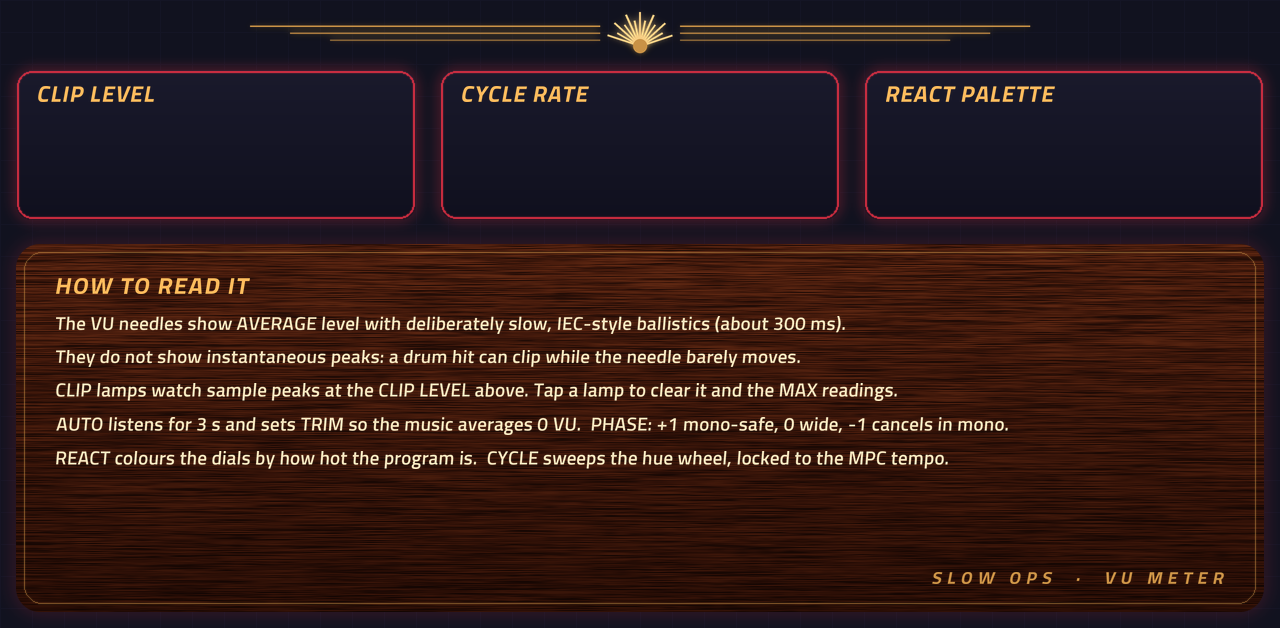 CLIP LEVEL
CYCLE RATE
REACT PALETTE
HOW TO READ IT
The VU needles show AVERAGE level with deliberately slow, IEC-style ballistics (about 300 ms).
They do not show instantaneous peaks: a drum hit can clip while the needle barely moves.
CLIP lamps watch sample peaks at the CLIP LEVEL above. Tap a lamp to clear it and the MAX readings.
AUTO listens for 3 s and sets TRIM so the music averages 0 VU.  PHASE: +1 mono-safe, 0 wide, -1 cancels in mono.
REACT colours the dials by how hot the program is.  CYCLE sweeps the hue wheel, locked to the MPC tempo.
SLOW OPS · VU METER